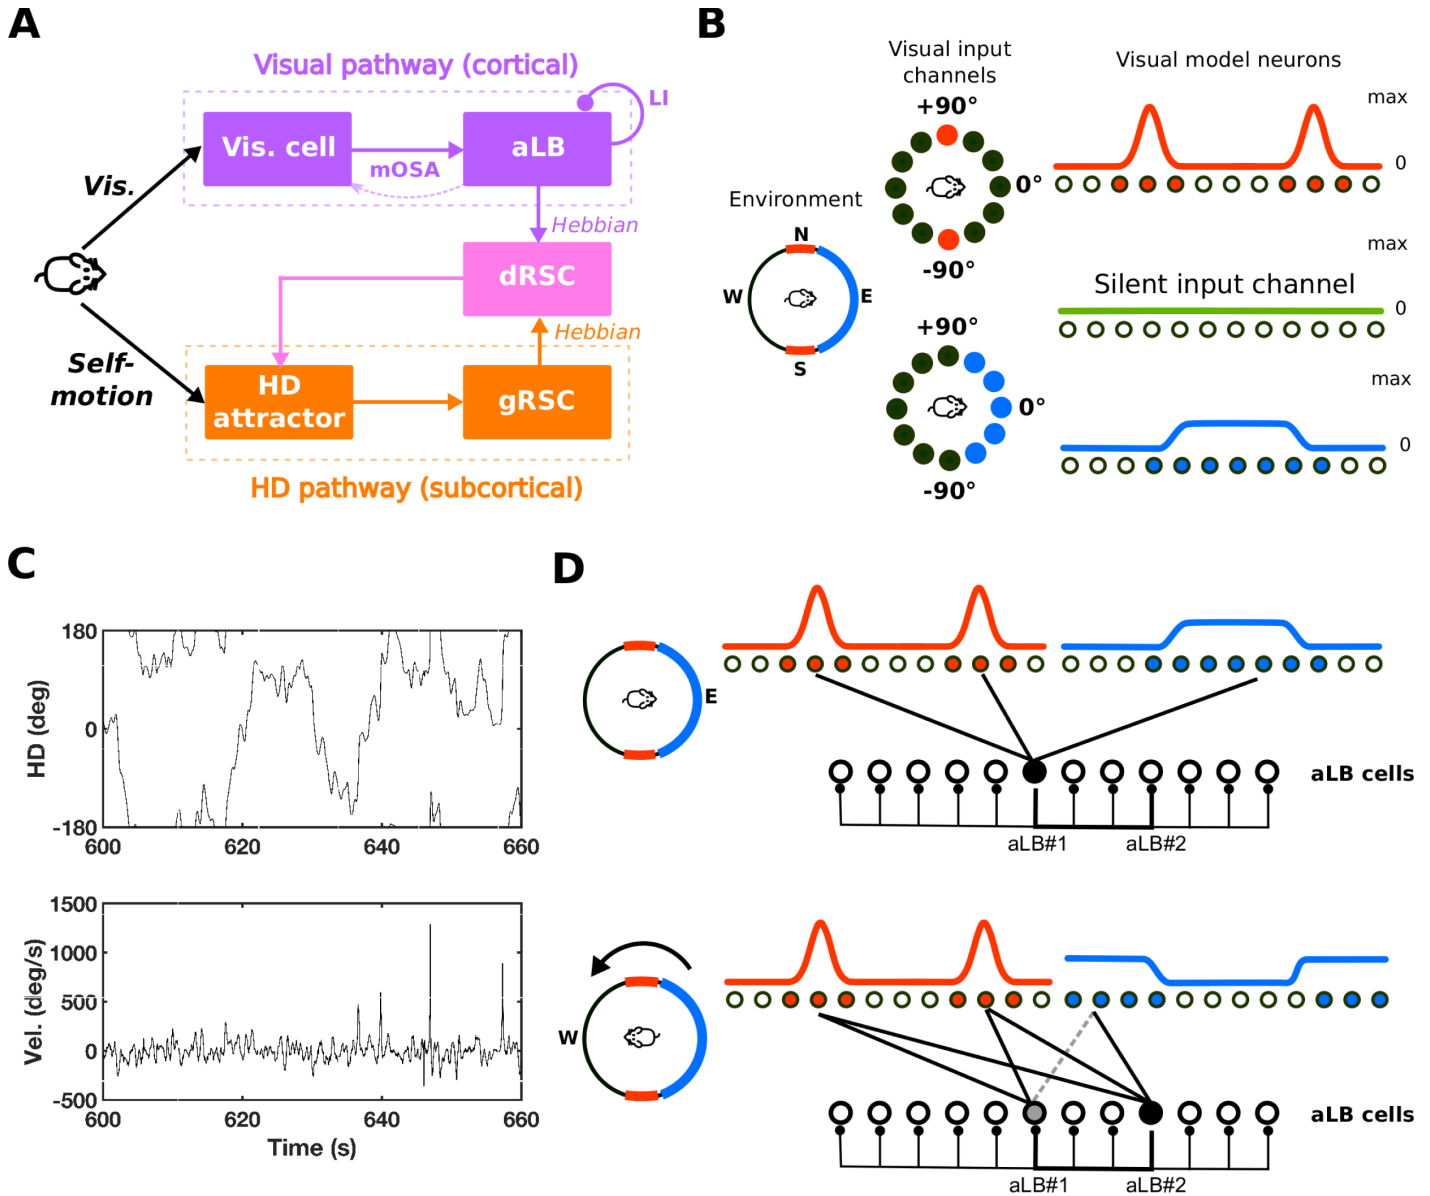 A
Visual pathway (cortical)
LI
Vis. cell
aLB
mOSA
Vis.
Hebbian
dRSC
Hebbian
Self-
motion
HD
attractor
gRSC
HD pathway (subcortical)
B
Visual input
channels
Visual model neurons
+90°
max
0
0°
-90°
Environment
N
W
E
S
max
Silent input channel
0
+90°
max
0°
0
-90°
C
180
0
-180
HD (deg)
600
620
640
660
1500
1000
500
0
-500
Vel. (deg/s)
600
620
640
660
Time (s)
D
E
aLB cells
aLB#1
aLB#2
W
aLB cells
aLB#1
aLB#2